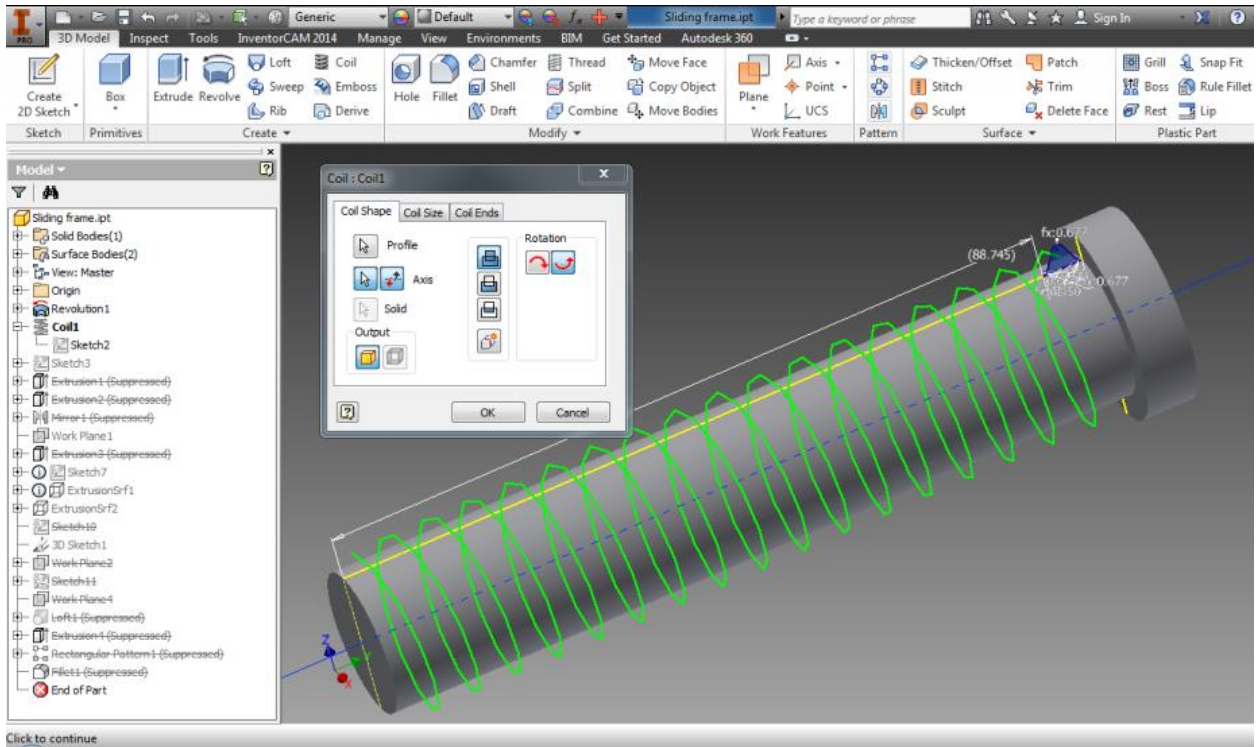 Generic
Default
Sliding frame.ipt
Type a keyword or phrase
Sign In
PRO
3D Model
Inspect
Tools
InventorCAM 2014
Manage
View
Environments
BIM
Get Started
Autodesk 360
Create
2D Sketch
Box
Extrude
Revolve
Loft
Coil
Sweep
Emboss
Rib
Derive
Hole
Fillet
Chamfer
Thread
Move Face
Shell
Split
Copy Object
Draft
Combine
Move Bodies
Plane
Axis
Point
UCS
Thicken/Offset
Patch
Stitch
Trim
Sculpt
Delete Face
Grill
Snap Fit
Boss
Rule Fillet
Rest
Lip
Sketch
Primitives
Create
Modify
Work Features
Pattern
Surface
Plastic Part
Model
Sliding frame.ipt
Solid Bodies(1)
Surface Bodies(2)
View: Master
Origin
Revolution1
Coil1
Sketch2
Sketch3
Extrusion1 (Suppressed)
Extrusion2 (Suppressed)
Mirror1 (Suppressed)
Work Plane1
Extrusion3 (Suppressed)
Sketch7
ExtrusionSrf1
ExtrusionSrf2
Sketch10
3D Sketch1
Work Plane2
Sketch11
Work Plane4
Loft1 (Suppressed)
Extrusion4 (Suppressed)
Rectangular Pattern1 (Suppressed)
Fillet1 (Suppressed)
End of Part
Coil : Coil1
Coil Shape
Coil Size
Coil Ends
Profile
Axis
Solid
Output
Rotation
OK
Cancel
(88.745)
fx:0.677
Z
Y
X
Click to continue